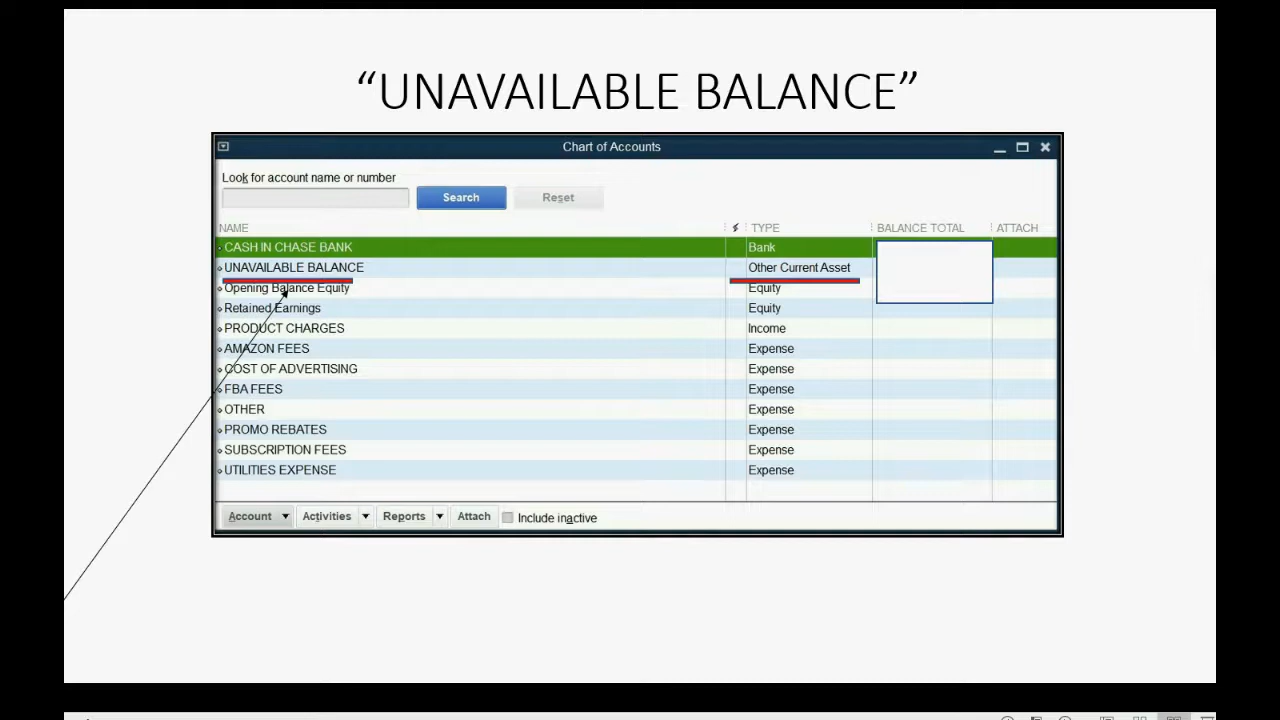 “UNAVAILABLE BALANCE”
Chart of Accounts
Look for account name or number
Search Reset
NAME TYPE BALANCE TOTAL ATTACH
CASH IN CHASE BANK Bank
UNAVAILABLE BALANCE Other Current Asset
Opening Balance Equity Equity
Retained Earnings Equity
PRODUCT CHARGES Income
AMAZON FEES Expense
COST OF ADVERTISING Expense
FBA FEES Expense
OTHER Expense
PROMO REBATES Expense
SUBSCRIPTION FEES Expense
UTILITIES EXPENSE Expense
Account Activities Reports Attach Include inactive